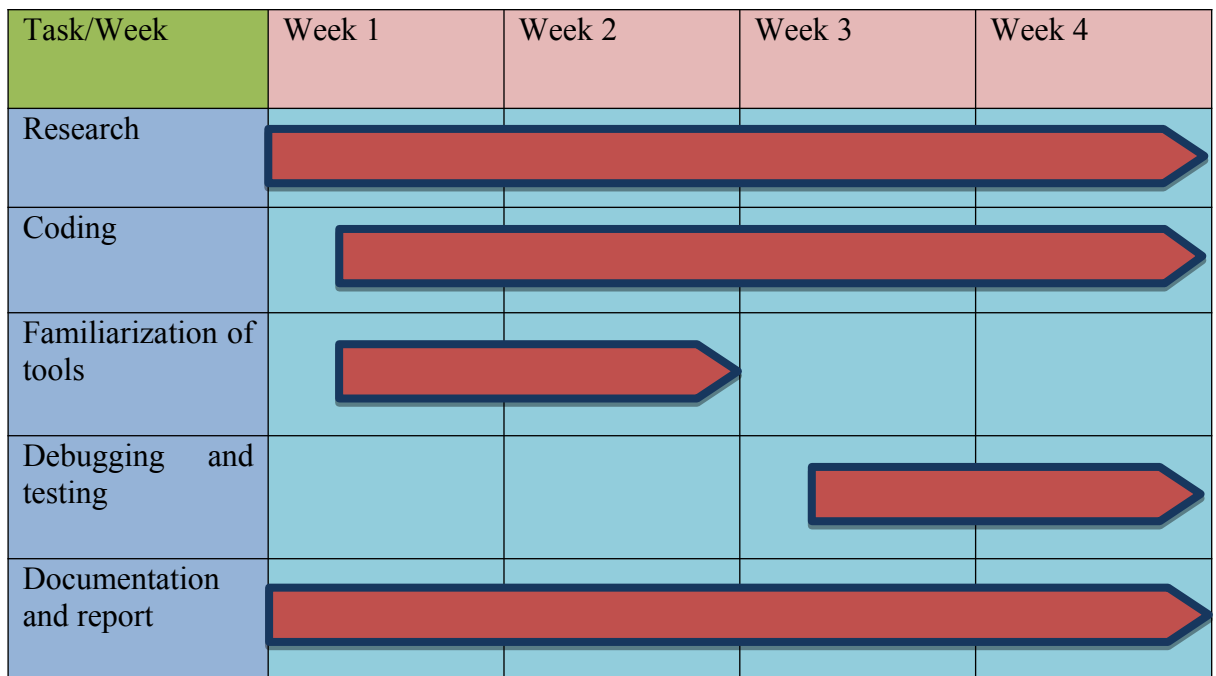 Task/Week
Week 1
Week 2
Week 3
Week 4
Research
Coding
Familiarization of
tools
Debugging and
testing
Documentation
and report